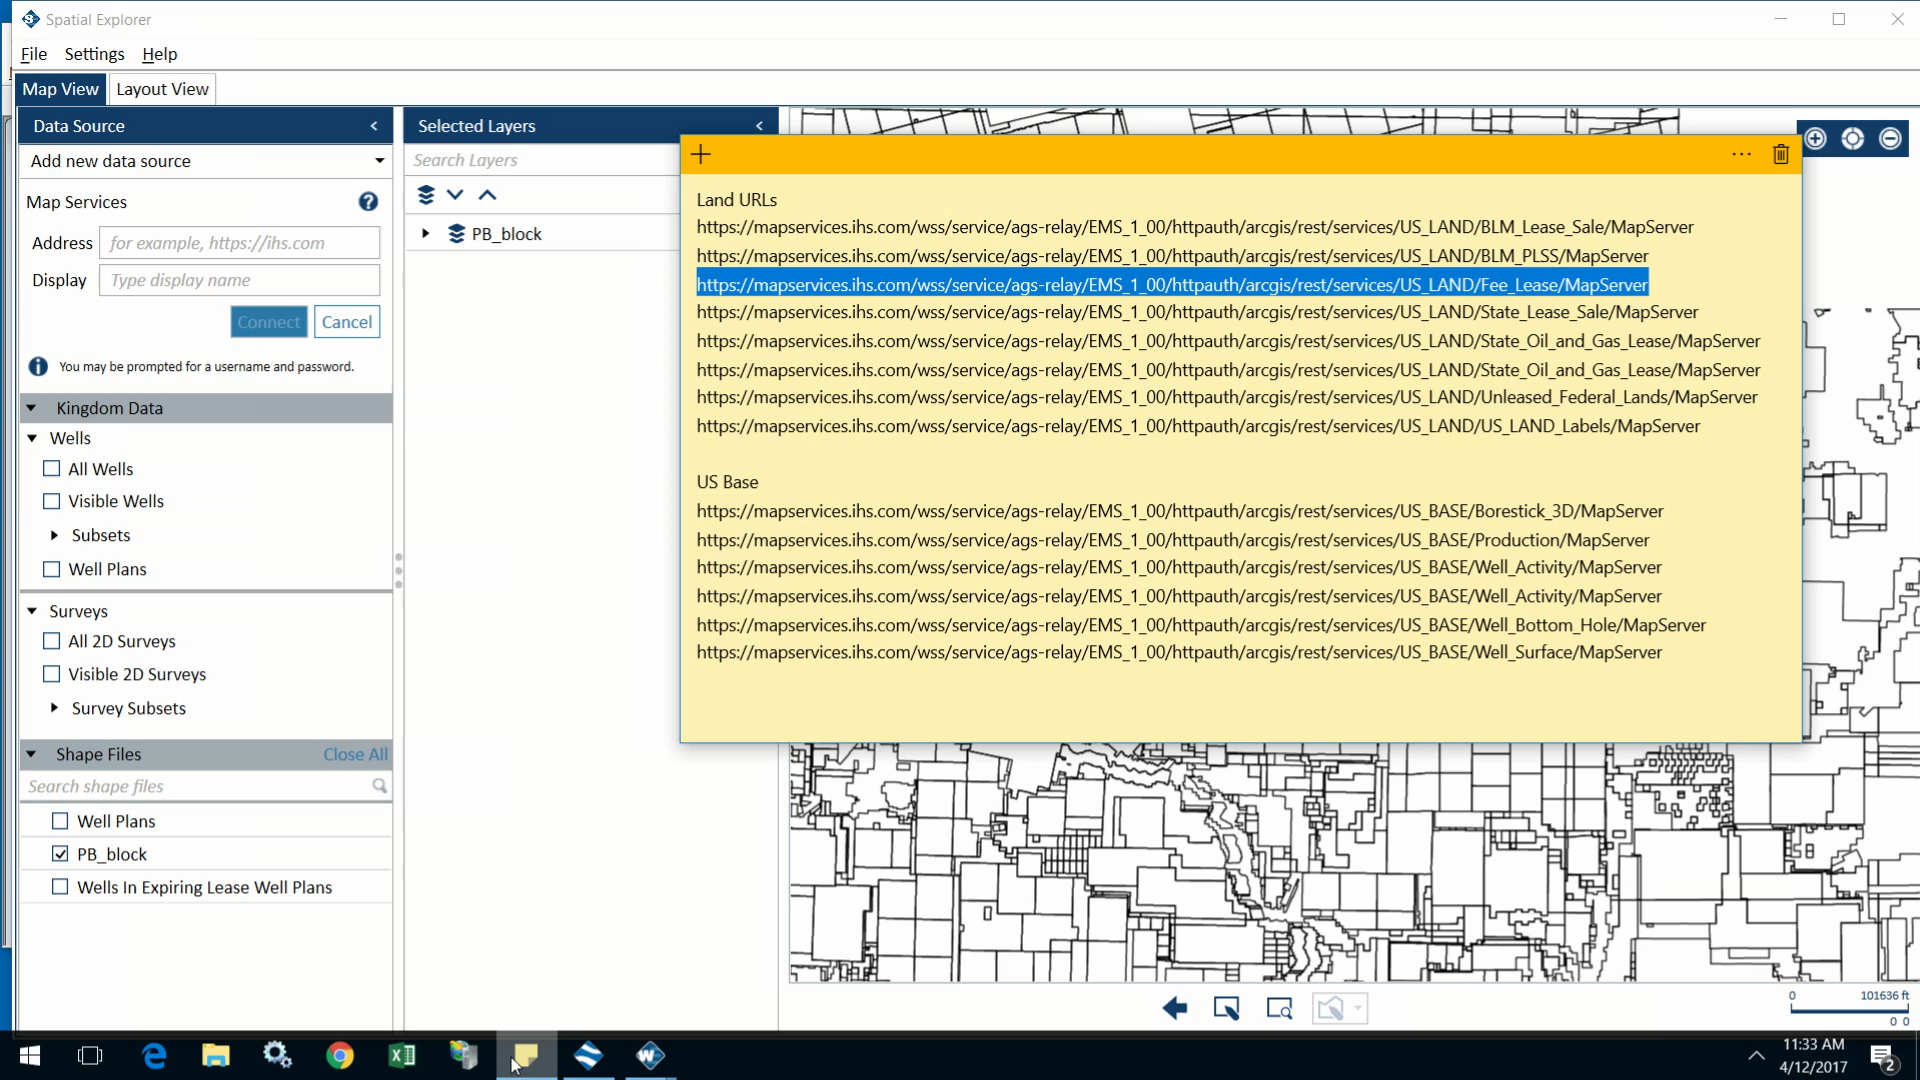 Spatial Explorer
File Settings Help
Map View Layout View
Data Source
Add new data source
Map Services
Address for example, https://ihs.com
Display Type display name
Connect Cancel
You may be prompted for a username and password.
Kingdom Data
Wells
All Wells
Visible Wells
Subsets
Well Plans
Surveys
All 2D Surveys
Visible 2D Surveys
Survey Subsets
Shape Files Close All
Search shape files
Well Plans
PB_block
Wells In Expiring Lease Well Plans
Selected Layers
Search Layers
PB_block
Land URLs
https://mapservices.ihs.com/wss/service/ags-relay/EMS_1_00/httpauth/arcgis/rest/services/US_LAND/BLM_Lease_Sale/MapServer
https://mapservices.ihs.com/wss/service/ags-relay/EMS_1_00/httpauth/arcgis/rest/services/US_LAND/BLM_PLSS/MapServer
https://mapservices.ihs.com/wss/service/ags-relay/EMS_1_00/httpauth/arcgis/rest/services/US_LAND/Fee_Lease/MapServer
https://mapservices.ihs.com/wss/service/ags-relay/EMS_1_00/httpauth/arcgis/rest/services/US_LAND/State_Lease_Sale/MapServer
https://mapservices.ihs.com/wss/service/ags-relay/EMS_1_00/httpauth/arcgis/rest/services/US_LAND/State_Oil_and_Gas_Lease/MapServer
https://mapservices.ihs.com/wss/service/ags-relay/EMS_1_00/httpauth/arcgis/rest/services/US_LAND/State_Oil_and_Gas_Lease/MapServer
https://mapservices.ihs.com/wss/service/ags-relay/EMS_1_00/httpauth/arcgis/rest/services/US_LAND/Unleased_Federal_Lands/MapServer
https://mapservices.ihs.com/wss/service/ags-relay/EMS_1_00/httpauth/arcgis/rest/services/US_LAND/US_LAND_Labels/MapServer
US Base
https://mapservices.ihs.com/wss/service/ags-relay/EMS_1_00/httpauth/arcgis/rest/services/US_BASE/Borestick_3D/MapServer
https://mapservices.ihs.com/wss/service/ags-relay/EMS_1_00/httpauth/arcgis/rest/services/US_BASE/Production/MapServer
https://mapservices.ihs.com/wss/service/ags-relay/EMS_1_00/httpauth/arcgis/rest/services/US_BASE/Well_Activity/MapServer
https://mapservices.ihs.com/wss/service/ags-relay/EMS_1_00/httpauth/arcgis/rest/services/US_BASE/Well_Activity/MapServer
https://mapservices.ihs.com/wss/service/ags-relay/EMS_1_00/httpauth/arcgis/rest/services/US_BASE/Well_Bottom_Hole/MapServer
https://mapservices.ihs.com/wss/service/ags-relay/EMS_1_00/httpauth/arcgis/rest/services/US_BASE/Well_Surface/MapServer
0 101636 ft
0 0
11:33 AM
4/12/2017
2